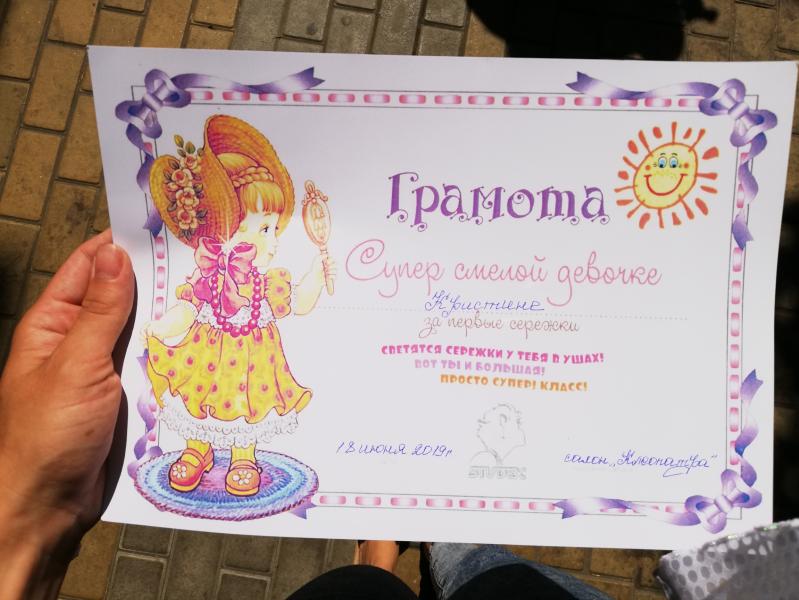 Грамота
Супер смелой девочке
Кристине
за первые сережки
СВЕТЯТСЯ СЕРЕЖКИ У ТЕБЯ В УШАХ!
ВОТ ТЫ И БОЛЬШАЯ!
ПРОСТО СУПЕР! КЛАСС!
STUDEX
18 июня 2019г
салон „Клеопатра"